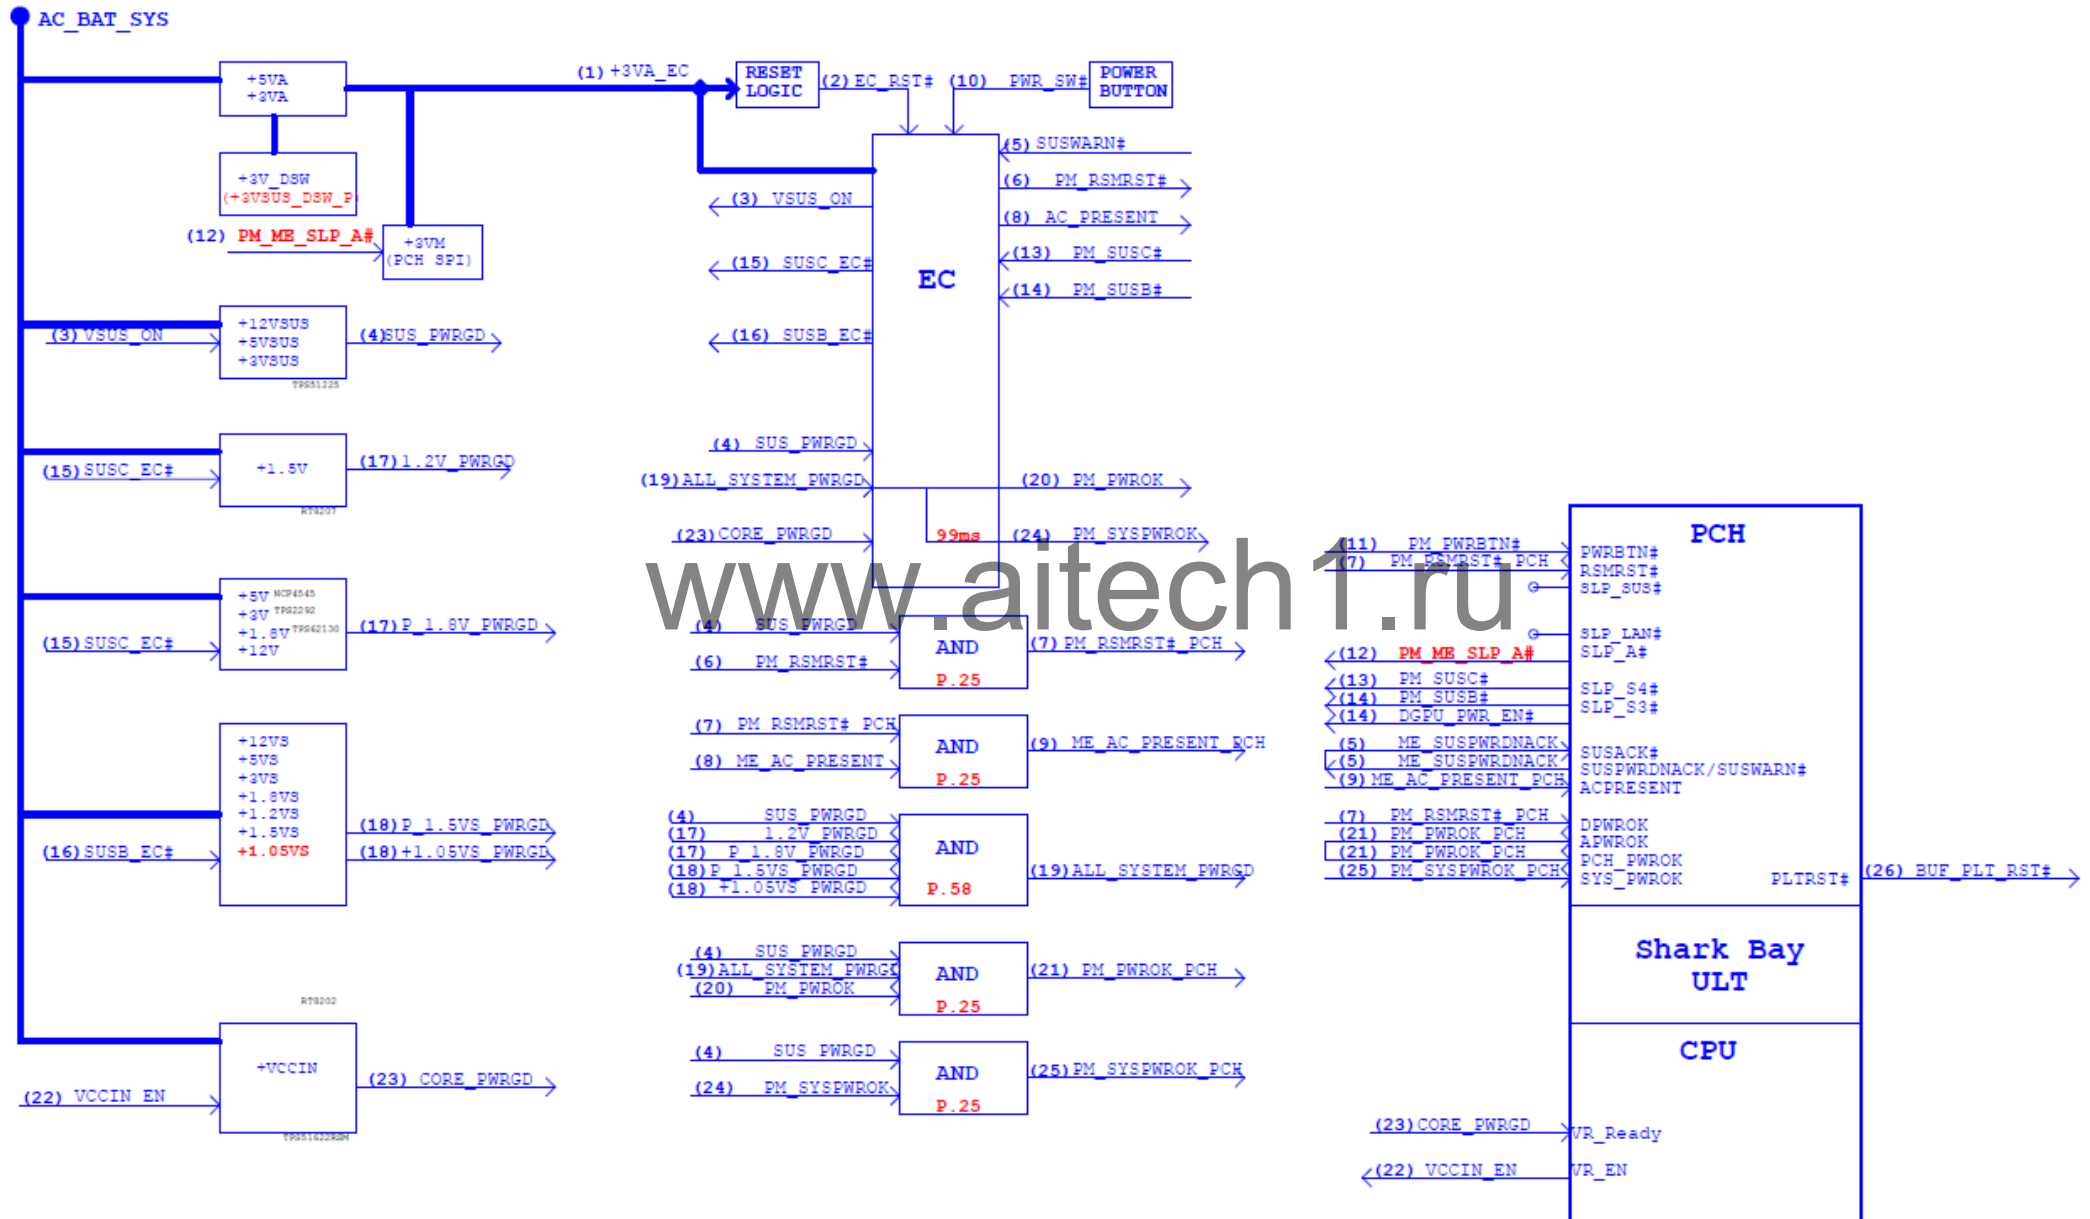 AC_BAT_SYS
+5VA
+3VA
(1) +3VA_EC
RESET
LOGIC
(2) EC_RST#
(10) PWR_SW#
POWER
BUTTON
+3V_DSW
(+3VSUS_DSW_P)
(12) PM_ME_SLP_A#
+3VM
(PCH SPI)
EC
(5) SUSWARN#
(6) PM_RSMRST#
(3) VSUS_ON
(8) AC_PRESENT
(15) SUSC_EC#
(13) PM_SUSC#
(14) PM_SUSB#
(16) SUSB_EC#
(4) SUS_PWRGD
(19) ALL_SYSTEM_PWRGD
(20) PM_PWROK
(23) CORE_PWRGD
99ms
(24) PM_SYSPWROK
(3) VSUS_ON
+12VSUS
+5VSUS
+3VSUS
(4) SUS_PWRGD
TPS51225
(15) SUSC_EC#
+1.5V
(17) 1.2V_PWRGD
RT8207
+5V NCP4545
+3V TPS2292
+1.8V TPS62130
+12V
(15) SUSC_EC#
(17) P_1.8V_PWRGD
+12VS
+5VS
+3VS
+1.8VS
+1.2VS
+1.5VS
+1.05VS
(16) SUSB_EC#
(18) P_1.5VS_PWRGD
(18) +1.05VS_PWRGD
RT8202
+VCCIN
(22) VCCIN_EN
(23) CORE_PWRGD
TPS51622RSM
www.aitech1.ru
(4) SUS_PWRGD
(6) PM_RSMRST#
AND
P.25
(7) PM_RSMRST#_PCH
(7) PM_RSMRST#_PCH
(8) ME_AC_PRESENT
AND
P.25
(9) ME_AC_PRESENT_PCH
(4) SUS_PWRGD
(17) 1.2V_PWRGD
(17) P_1.8V_PWRGD
(18) P_1.5VS_PWRGD
(18) +1.05VS_PWRGD
AND
P.58
(19) ALL_SYSTEM_PWRGD
(4) SUS_PWRGD
(19) ALL_SYSTEM_PWRGD
(20) PM_PWROK
AND
P.25
(21) PM_PWROK_PCH
(4) SUS_PWRGD
(24) PM_SYSPWROK
AND
P.25
(25) PM_SYSPWROK_PCH
PCH
(11) PM_PWRBTN# PWRBTN#
(7) PM_RSMRST#_PCH RSMRST#
SLP_SUS#
SLP_LAN#
(12) PM_ME_SLP_A# SLP_A#
(13) PM_SUSC# SLP_S4#
(14) PM_SUSB# SLP_S3#
(14) DGPU_PWR_EN#
(5) ME_SUSPWRDNACK SUSACK#
(5) ME_SUSPWRDNACK SUSPWRDNACK/SUSWARN#
(9) ME_AC_PRESENT_PCH ACPRESENT
(7) PM_RSMRST#_PCH DPWROK
(21) PM_PWROK_PCH APWROK
(21) PM_PWROK_PCH PCH_PWROK
(25) PM_SYSPWROK_PCH SYS_PWROK
PLTRST#
(26) BUF_PLT_RST#
Shark Bay
ULT
CPU
(23) CORE_PWRGD VR_Ready
(22) VCCIN_EN VR_EN